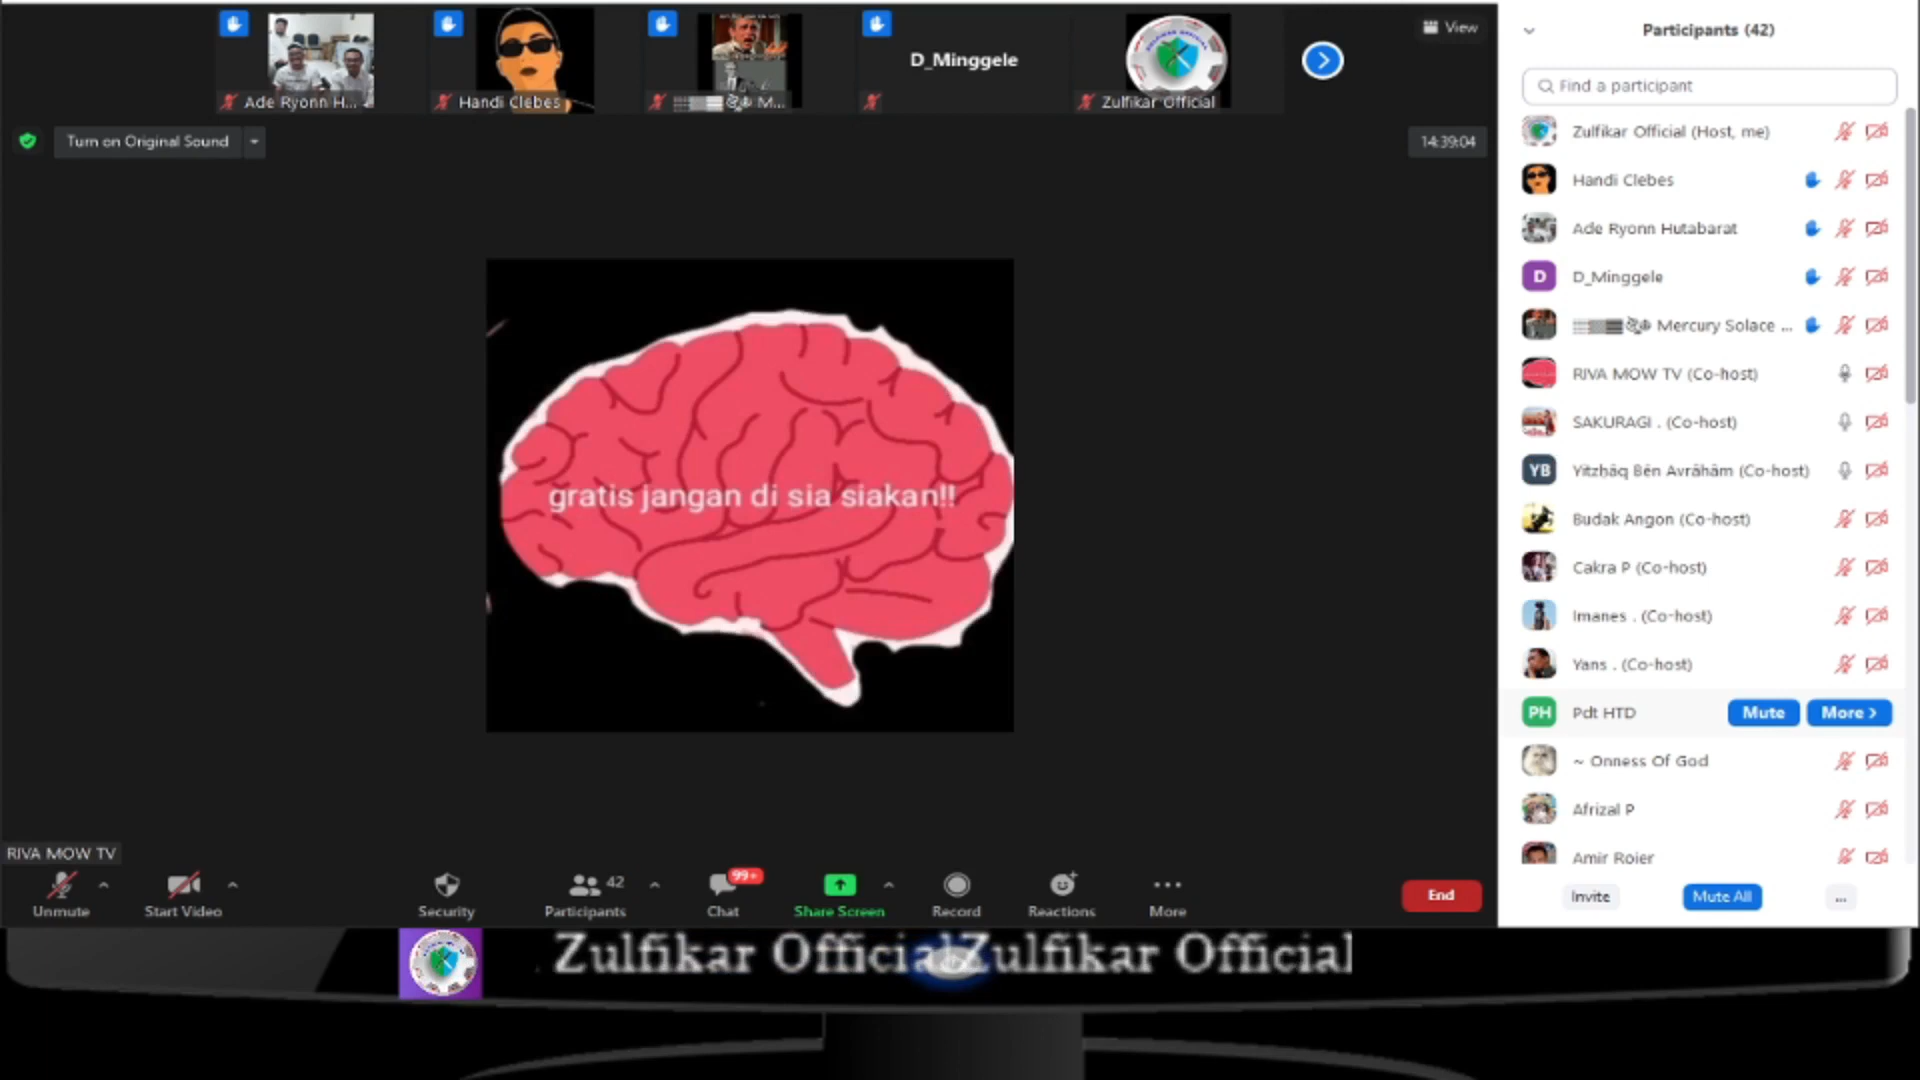 View
Ade Ryonn H...
Handi Clebes
M...
D_Minggele
Zulfikar Official
Turn on Original Sound
14:39:04
gratis jangan di sia siakan!!
RIVA MOW TV
Unmute
Start Video
Security
42
Participants
99+
Chat
Share Screen
Record
Reactions
More
End
Participants (42)
Find a participant
Zulfikar Official (Host, me)
Handi Clebes
Ade Ryonn Hutabarat
D
D_Minggele
Mercury Solace ...
RIVA MOW TV (Co-host)
SAKURAGI . (Co-host)
YB
Yitzhāq Bēn Avrāhām (Co-host)
Budak Angon (Co-host)
Cakra P (Co-host)
Imanes . (Co-host)
Yans . (Co-host)
PH
Pdt HTD
Mute
More >
~ Onness Of God
Afrizal P
Amir Roier
Invite
Mute All
...
Zulfikar Official Zulfikar Official